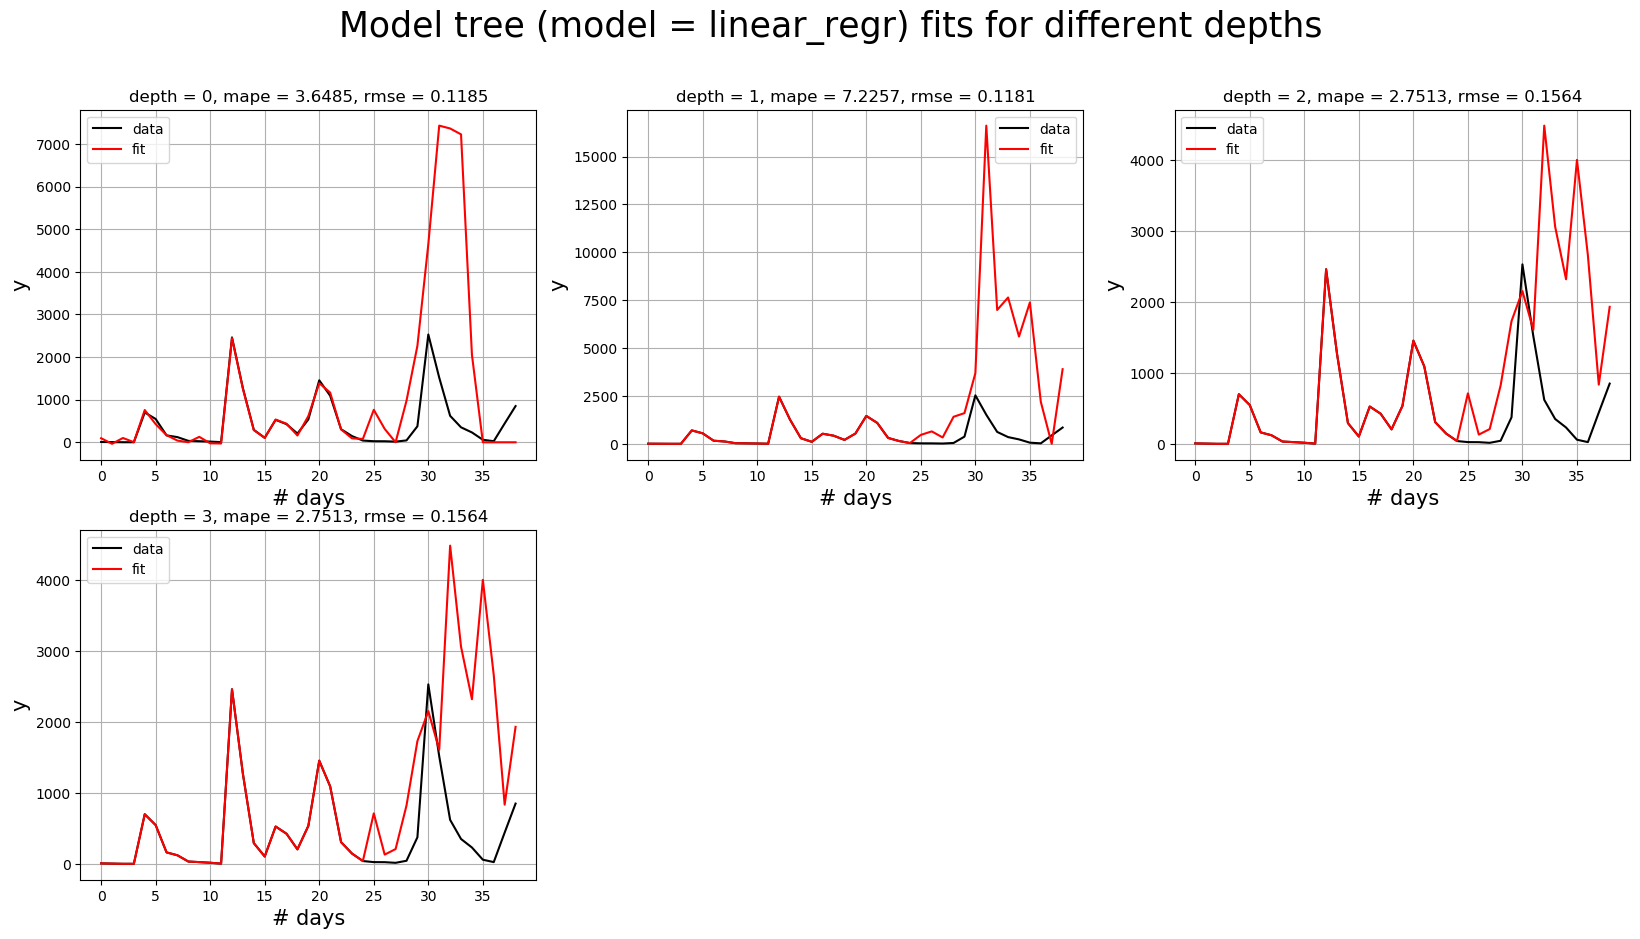 Model tree (model = linear_regr) fits for different depths
depth = 0, mape = 3.6485, rmse = 0.1185
data
fit
7000
6000
5000
4000
3000
2000
1000
0
y
0 5 10 15 20 25 30 35
# days
depth = 1, mape = 7.2257, rmse = 0.1181
data
fit
15000
12500
10000
7500
5000
2500
0
y
0 5 10 15 20 25 30 35
# days
depth = 2, mape = 2.7513, rmse = 0.1564
data
fit
4000
3000
2000
1000
0
y
0 5 10 15 20 25 30 35
# days
depth = 3, mape = 2.7513, rmse = 0.1564
data
fit
4000
3000
2000
1000
0
y
0 5 10 15 20 25 30 35
# days